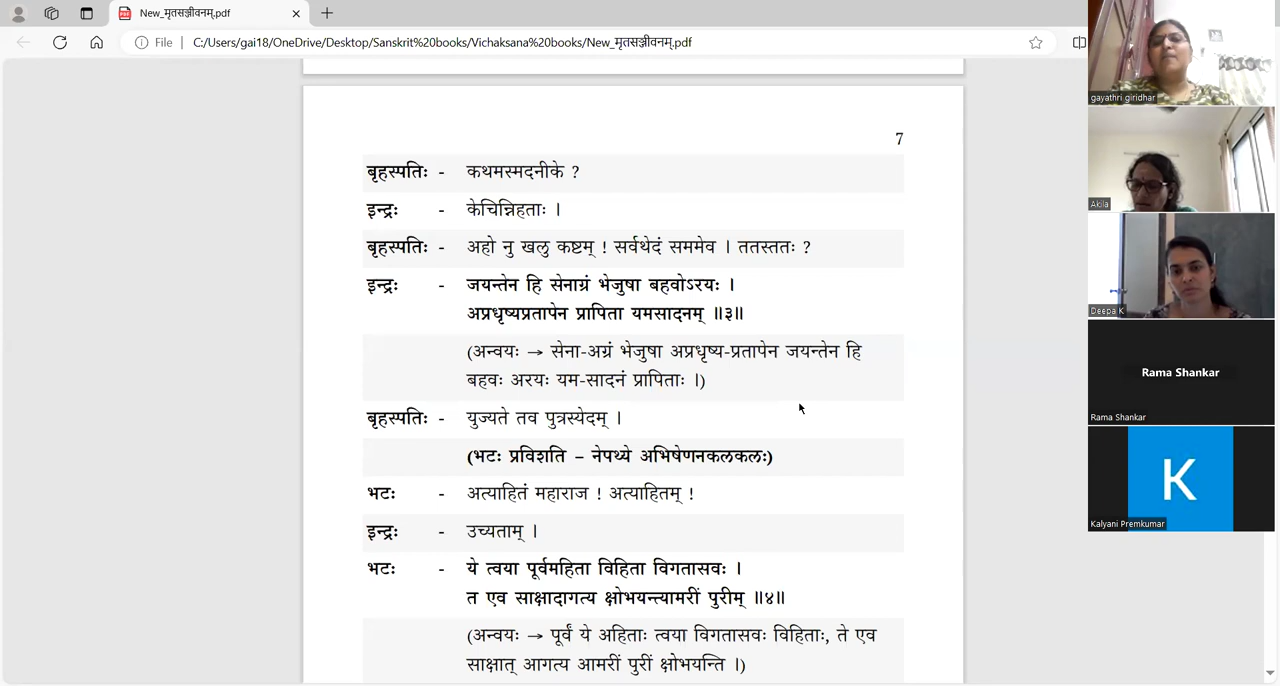 New_मृतसञ्जीवनम्.pdf
File | C:/Users/gai18/OneDrive/Desktop/Sanskrit%20books/Vichaksana%20books/New_मृतसञ्जीवनम्.pdf
7
बृहस्पतिः - कथमस्मदनीके ?
इन्द्रः - केचिन्निहताः ।
बृहस्पतिः - अहो नु खलु कष्टम् ! सर्वथेदं सममेव । ततस्ततः ?
इन्द्रः - जयन्तेन हि सेनाग्रं भेजुषा बहवोऽरयः ।
अप्रधृष्यप्रतापेन प्रापिता यमसादनम् ॥३॥
(अन्वयः → सेना-अग्रं भेजुषा अप्रधृष्य-प्रतापेन जयन्तेन हि
बहवः अरयः यम-सादनं प्रापिताः ।)
बृहस्पतिः - युज्यते तव पुत्रस्येदम् ।
(भटः प्रविशति – नेपथ्ये अभिषेणनकलकलः)
भटः - अत्याहितं महाराज ! अत्याहितम् !
इन्द्रः - उच्यताम् ।
भटः - ये त्वया पूर्वमहिता विहिता विगतासवः ।
त एव साक्षादागत्य क्षोभयन्त्यामरीं पुरीम् ॥४॥
(अन्वयः → पूर्वं ये अहिताः त्वया विगतासवः विहिताः, ते एव
साक्षात् आगत्य आमरीं पुरीं क्षोभयन्ति ।)
gayathri giridhar
Akila
Deepa K
Rama Shankar
Rama Shankar
K
Kalyani Premkumar